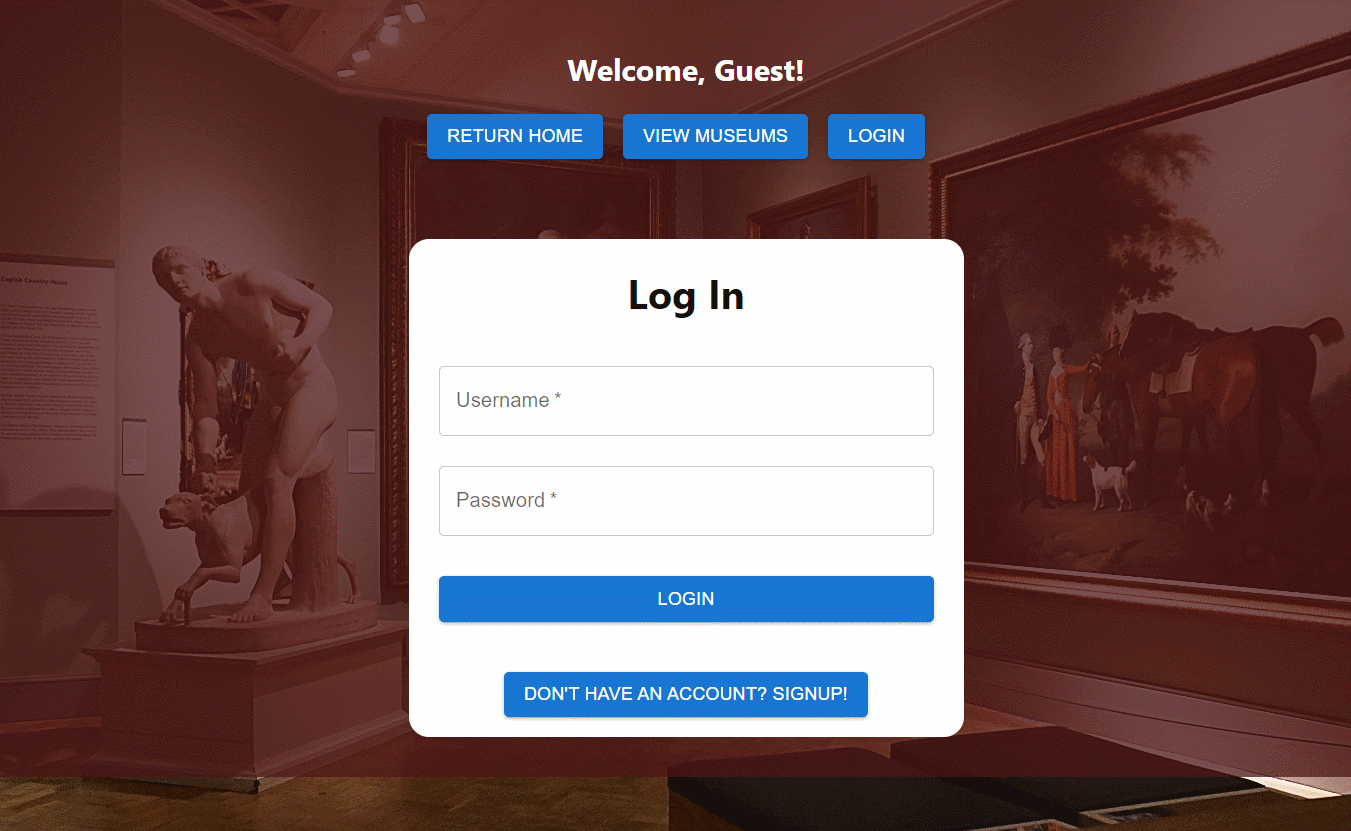 Welcome, Guest!
RETURN HOME VIEW MUSEUMS LOGIN
English Country House
Log In
Username *
Password *
LOGIN
DON'T HAVE AN ACCOUNT? SIGNUP!